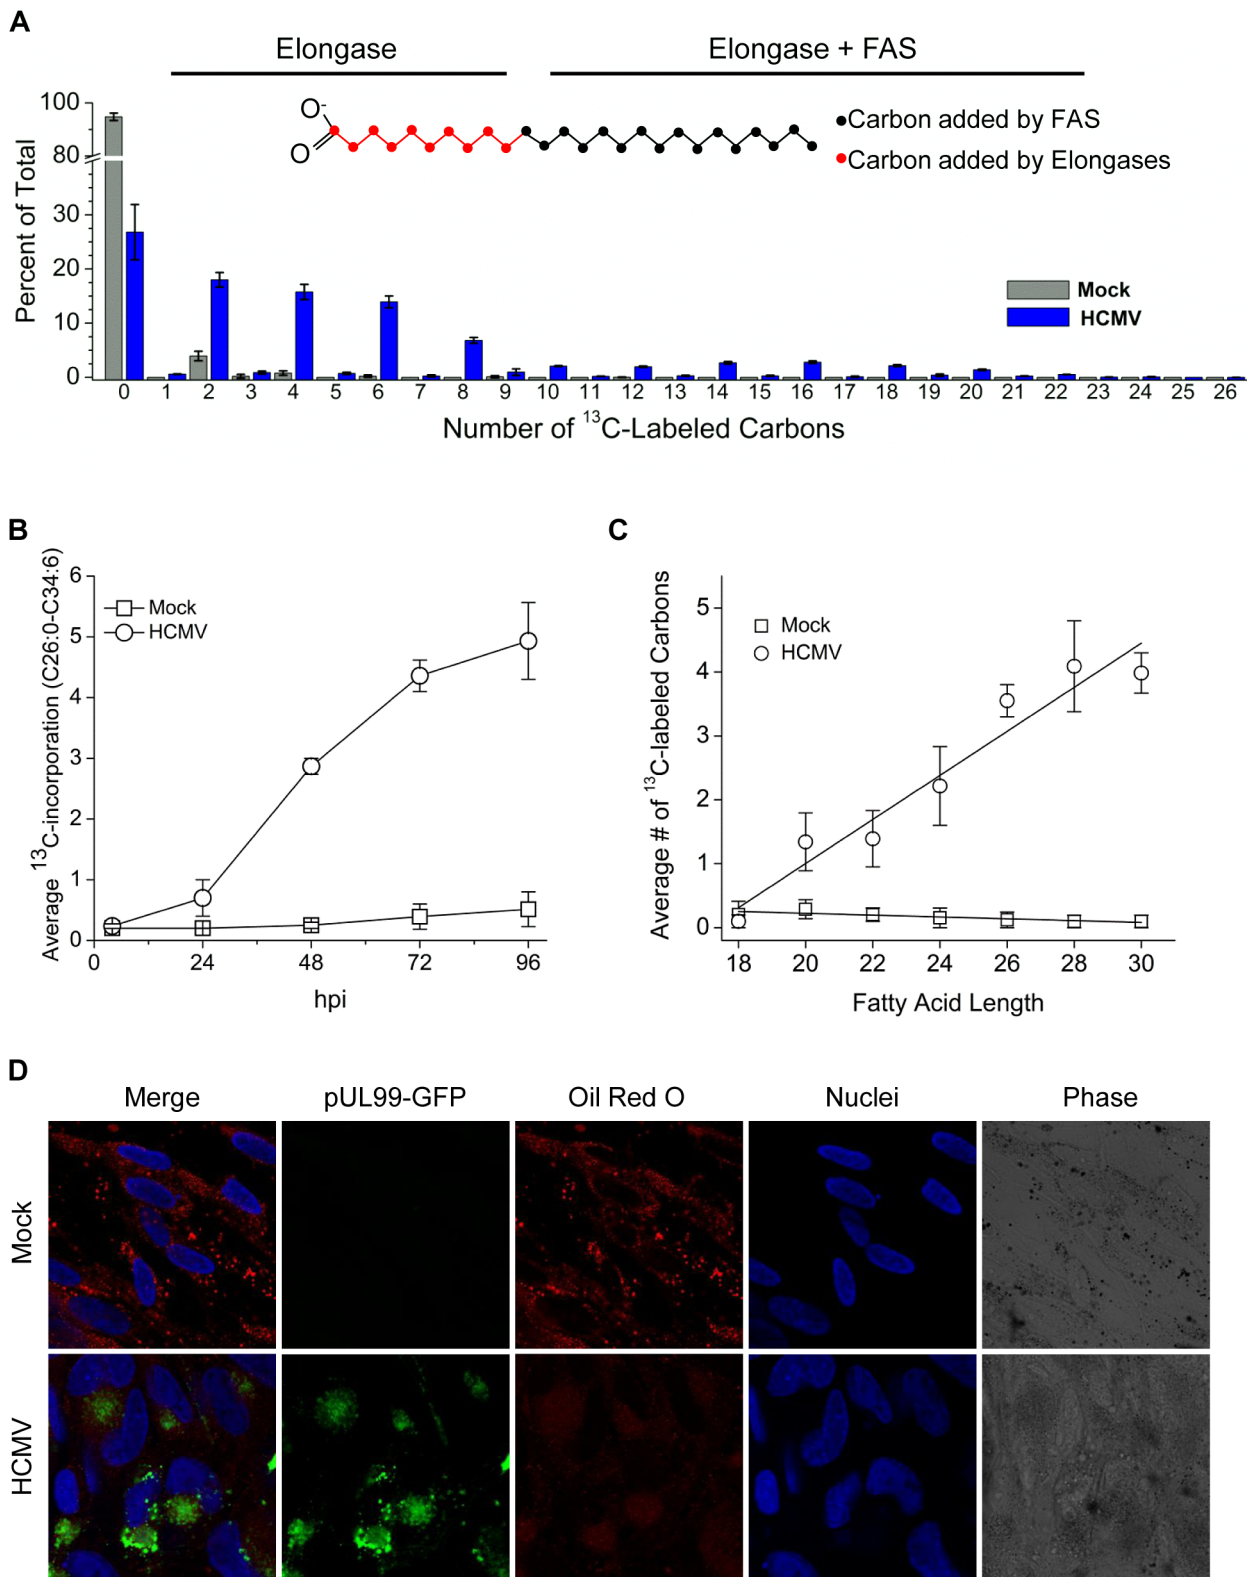 A
Elongase
Elongase + FAS
O-
O
Carbon added by FAS
Carbon added by Elongases
Percent of Total
100
80
30
20
10
0
Mock
HCMV
0 1 2 3 4 5 6 7 8 9 10 11 12 13 14 15 16 17 18 19 20 21 22 23 24 25 26
Number of 13C-Labeled Carbons
B
Average 13C-incorporation (C26:0-C34:6)
6
5
4
3
2
1
0
Mock
HCMV
0 24 48 72 96
hpi
C
Average # of 13C-labeled Carbons
5
4
3
2
1
0
Mock
HCMV
18 20 22 24 26 28 30
Fatty Acid Length
D
Merge pUL99-GFP Oil Red O Nuclei Phase
Mock
HCMV